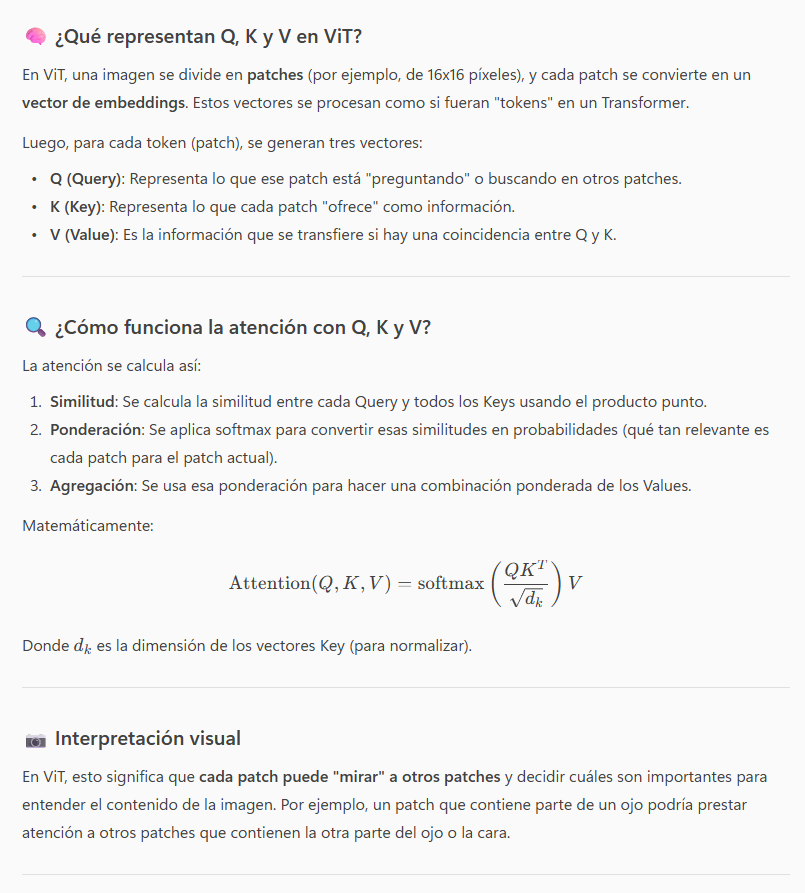 🧠 ¿Qué representan Q, K y V en ViT?
En ViT, una imagen se divide en patches (por ejemplo, de 16x16 píxeles), y cada patch se convierte en un
vector de embeddings. Estos vectores se procesan como si fueran "tokens" en un Transformer.
Luego, para cada token (patch), se generan tres vectores:
• Q (Query): Representa lo que ese patch está "preguntando" o buscando en otros patches.
• K (Key): Representa lo que cada patch "ofrece" como información.
• V (Value): Es la información que se transfiere si hay una coincidencia entre Q y K.
🔍 ¿Cómo funciona la atención con Q, K y V?
La atención se calcula así:
1. Similitud: Se calcula la similitud entre cada Query y todos los Keys usando el producto punto.
2. Ponderación: Se aplica softmax para convertir esas similitudes en probabilidades (qué tan relevante es
cada patch para el patch actual).
3. Agregación: Se usa esa ponderación para hacer una combinación ponderada de los Values.
Matemáticamente:
Attention(Q, K, V) = softmax(QK^T / √d_k) V
Donde d_k es la dimensión de los vectores Key (para normalizar).
📷 Interpretación visual
En ViT, esto significa que cada patch puede "mirar" a otros patches y decidir cuáles son importantes para
entender el contenido de la imagen. Por ejemplo, un patch que contiene parte de un ojo podría prestar
atención a otros patches que contienen la otra parte del ojo o la cara.